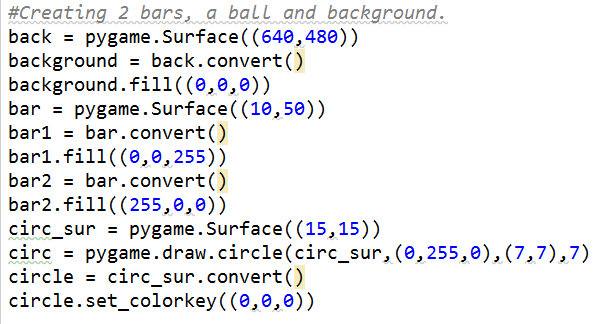 #Creating 2 bars, a ball and background.
back = pygame.Surface((640,480))
background = back.convert()
background.fill((0,0,0))
bar = pygame.Surface((10,50))
bar1 = bar.convert()
bar1.fill((0,0,255))
bar2 = bar.convert()
bar2.fill((255,0,0))
circ_sur = pygame.Surface((15,15))
circ = pygame.draw.circle(circ_sur,(0,255,0),(7,7),7)
circle = circ_sur.convert()
circle.set_colorkey((0,0,0))